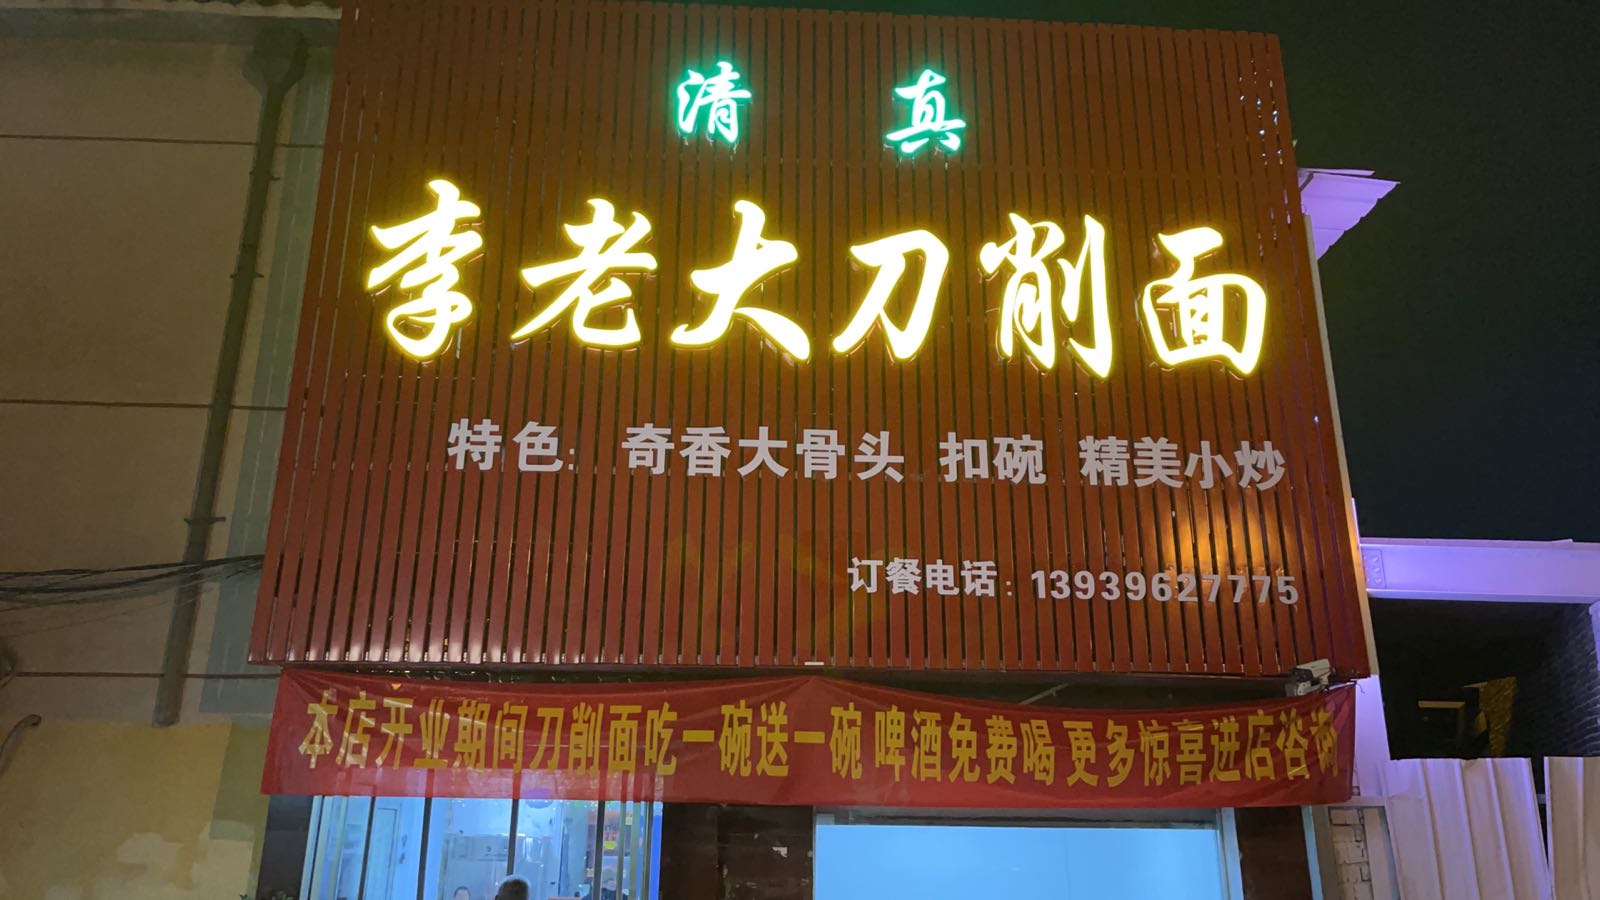 清真
李老大刀削面
特色：奇香大骨头 扣碗 精美小炒
订餐电话：13939627775
本店开业期间刀削面吃一碗送一碗 啤酒免费喝 更多惊喜进店咨询